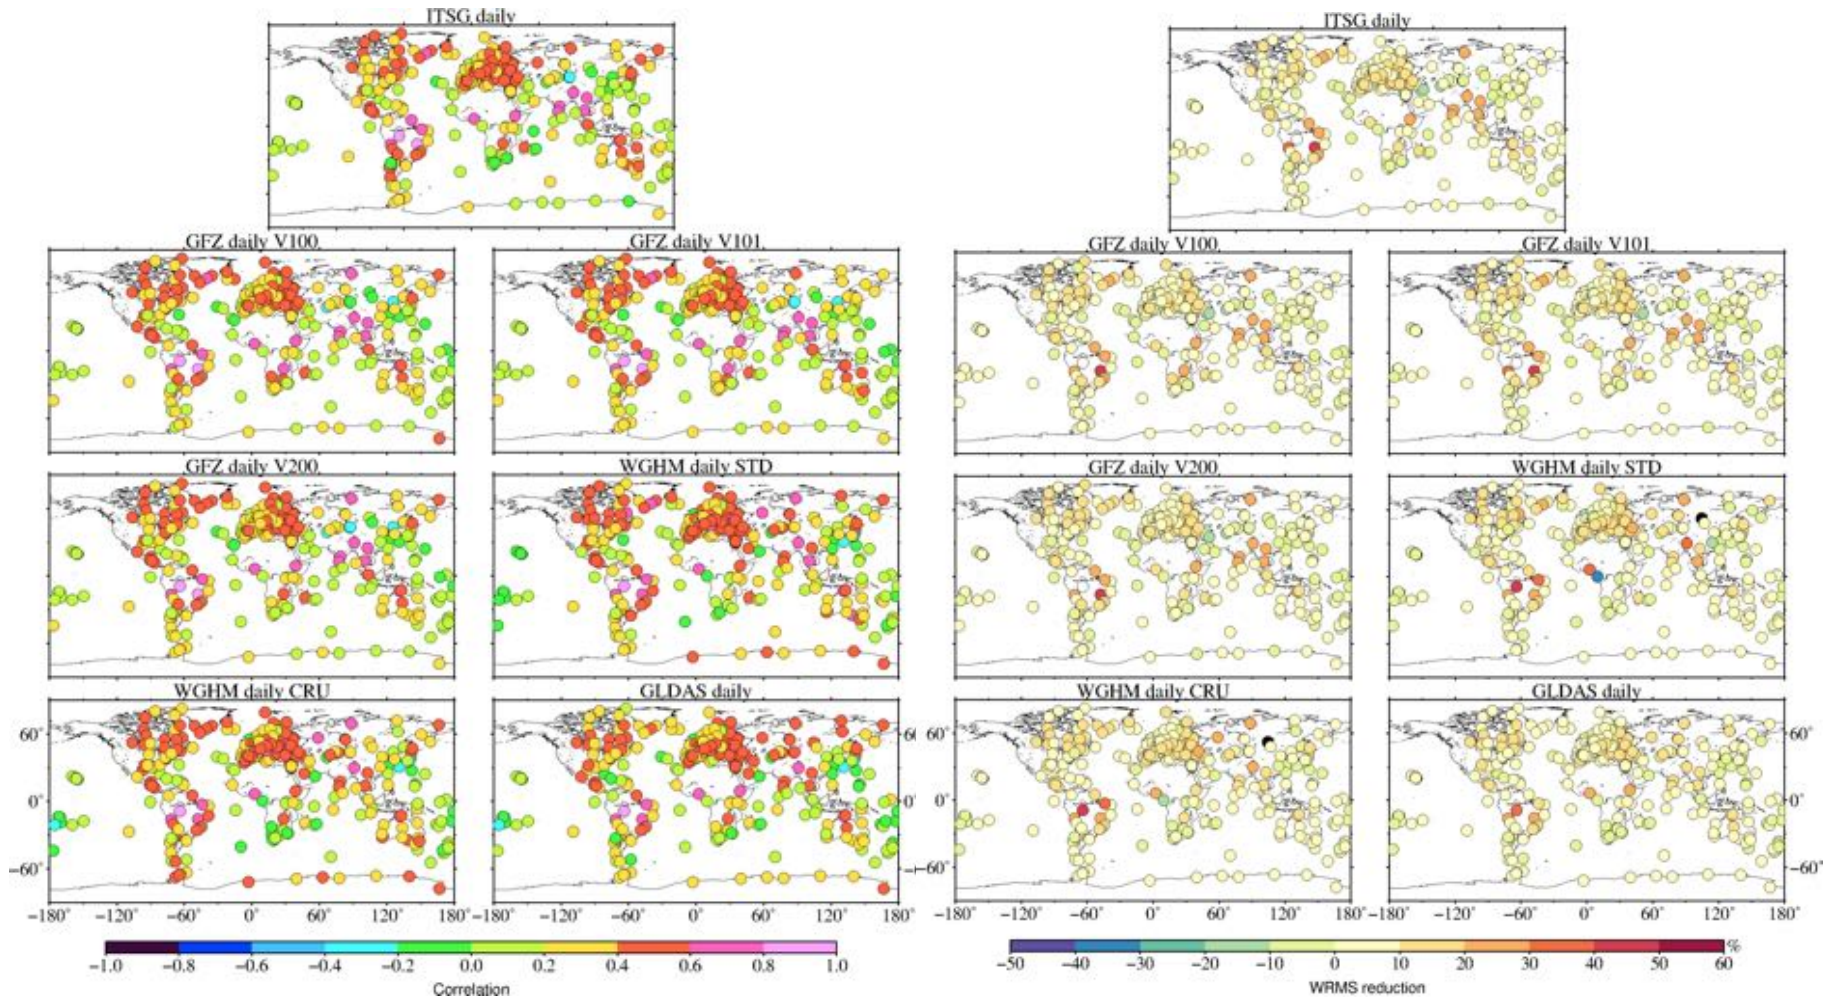 ITSG daily
ITSG daily
GFZ daily V100
GFZ daily V101
GFZ daily V100
GFZ daily V101
GFZ daily V200
WGHM daily STD
GFZ daily V200
WGHM daily STD
WGHM daily CRU
GLDAS daily
WGHM daily CRU
GLDAS daily
60° 60° 60°
0° 0° 0° 0°
−60° −60° −60°
−180° −120° −60° 0° 60° 120° 180° −120° −60° 0° 60° 120° 180°
−180° −120° −60° 0° 60° 120° 180° −120° −60° 0° 60° 120° 180°
−1.0 −0.8 −0.6 −0.4 −0.2 0.0 0.2 0.4 0.6 0.8 1.0
Correlation
%
−50 −40 −30 −20 −10 0 10 20 30 40 50 60
WRMS reduction